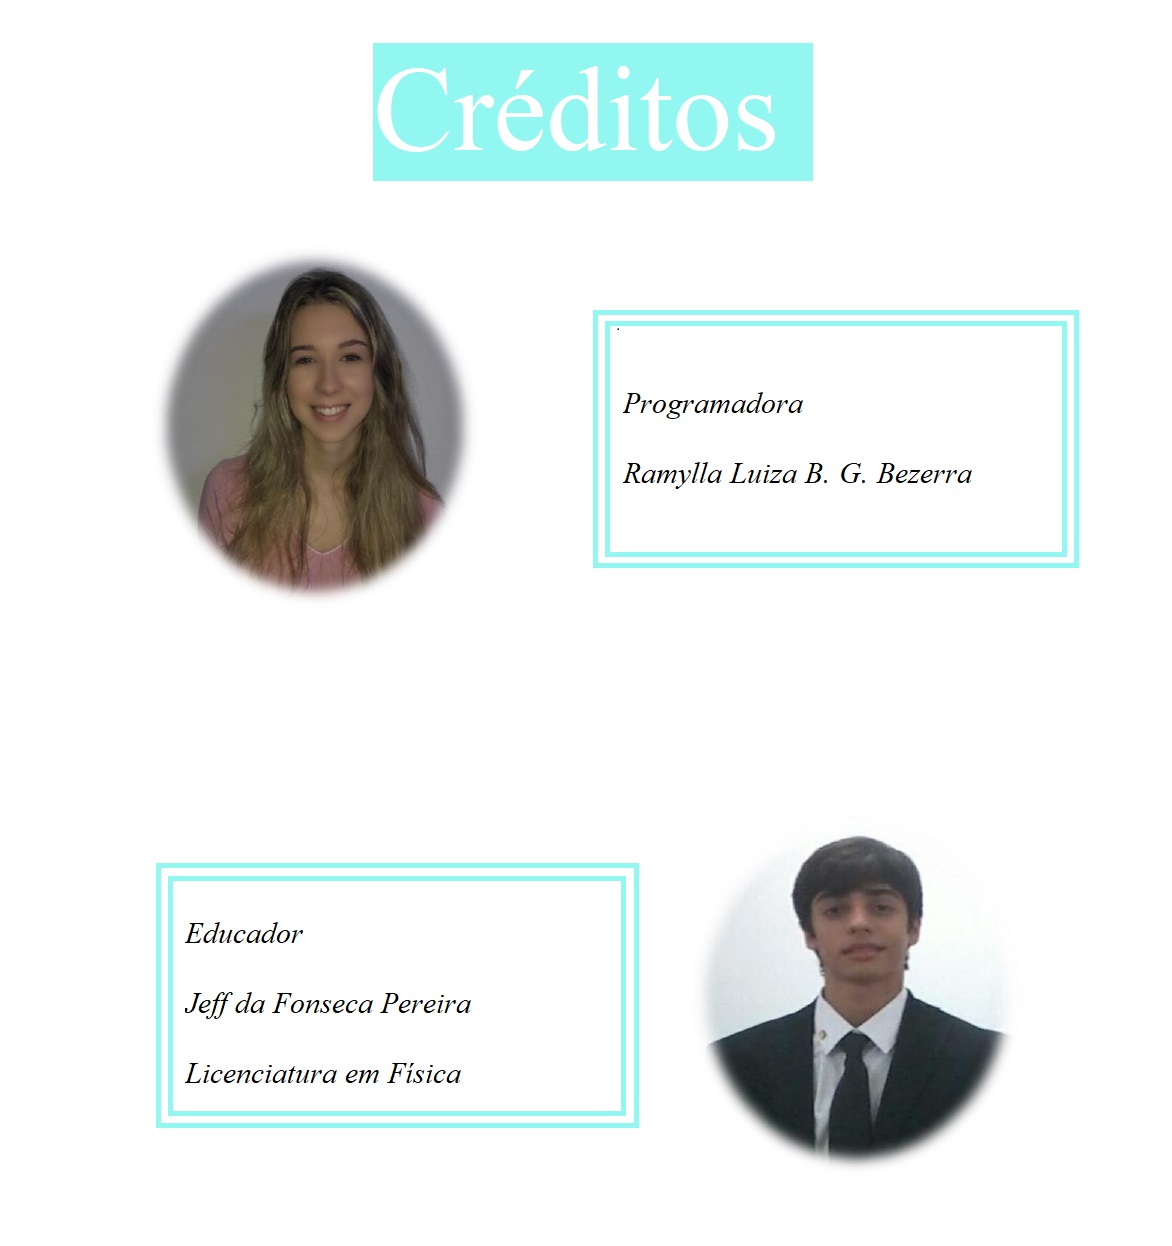 Créditos
Programadora
Ramylla Luiza B. G. Bezerra
Educador
Jeff da Fonseca Pereira
Licenciatura em Física